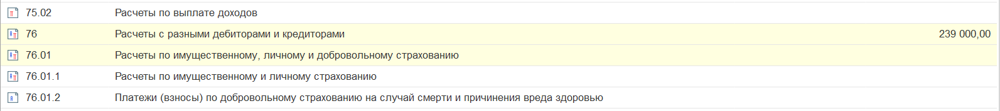 75.02 Расчеты по выплате доходов
76 Расчеты с разными дебиторами и кредиторами 239 000,00
76.01 Расчеты по имущественному, личному и добровольному страхованию
76.01.1 Расчеты по имущественному и личному страхованию
76.01.2 Платежи (взносы) по добровольному страхованию на случай смерти и причинения вреда здоровью